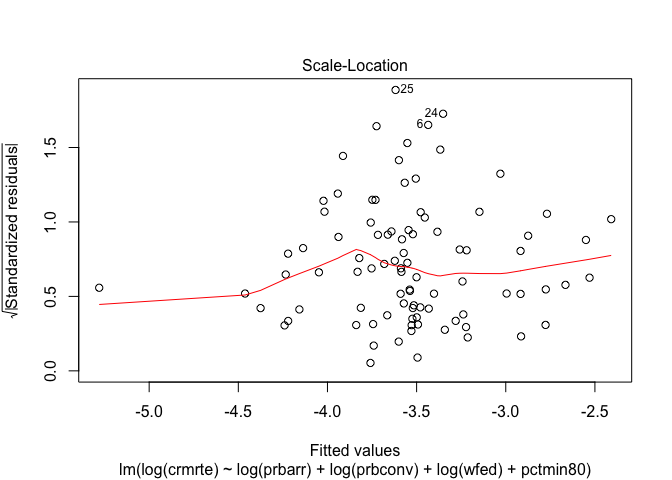 Scale-Location
√|Standardized residuals|
1.5
1.0
0.5
0.0
25
24
6
-5.0 -4.5 -4.0 -3.5 -3.0 -2.5
Fitted values
lm(log(crmrte) ~ log(prbarr) + log(prbconv) + log(wfed) + pctmin80)